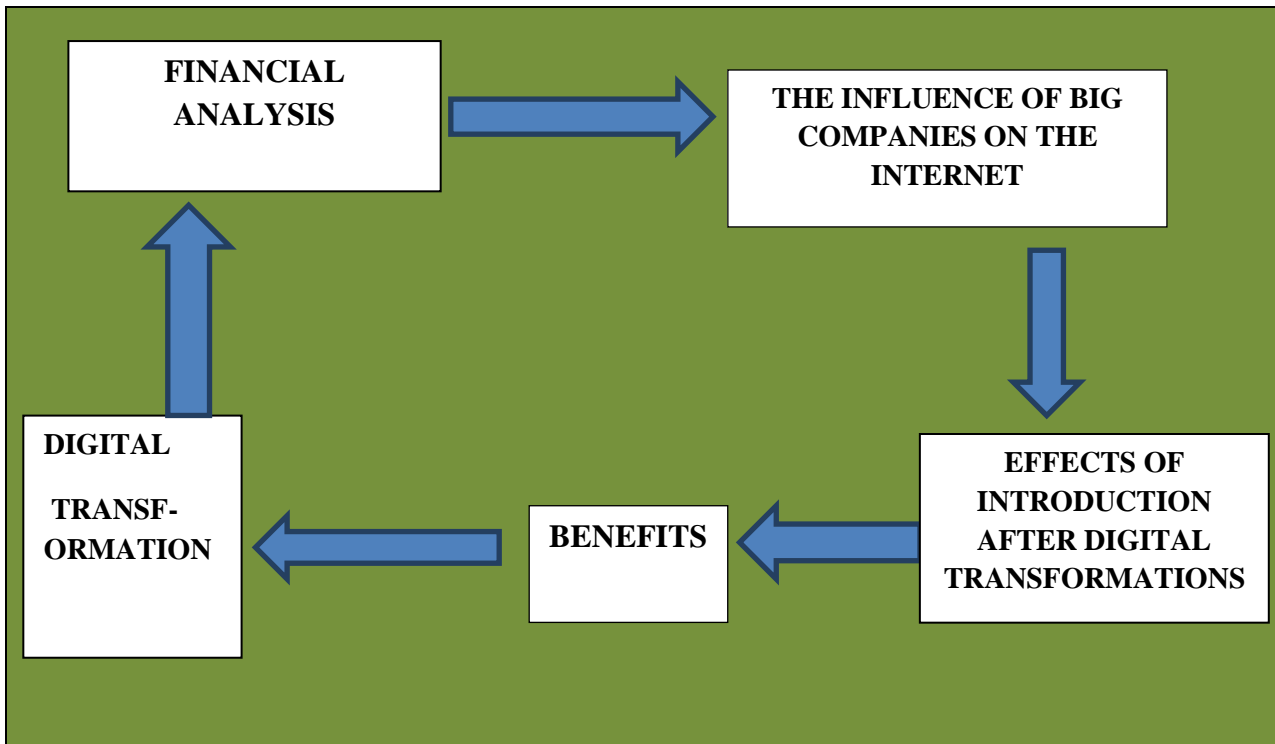 FINANCIAL
ANALYSIS
THE INFLUENCE OF BIG
COMPANIES ON THE
INTERNET
EFFECTS OF
INTRODUCTION
AFTER DIGITAL
TRANSFORMATIONS
BENEFITS
DIGITAL
TRANSF-
ORMATION